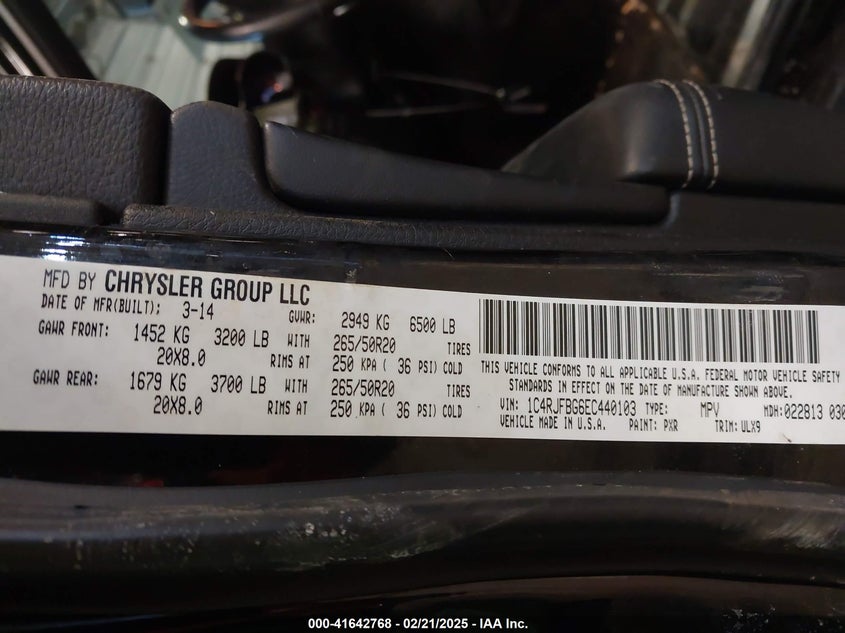 MFD BY CHRYSLER GROUP LLC
DATE OF MFR(BUILT): 3-14 GVWR: 2949 KG 6500 LB
GAWR FRONT: 1452 KG 3200 LB WITH 265/50R20 TIRES
20X8.0 RIMS AT 250 KPA ( 36 PSI) COLD
GAWR REAR: 1679 KG 3700 LB WITH 265/50R20 TIRES
20X8.0 RIMS AT 250 KPA ( 36 PSI) COLD
THIS VEHICLE CONFORMS TO ALL APPLICABLE U.S.A. FEDERAL MOTOR VEHICLE SAFETY
STANDARDS IN EFFECT ON THE DATE OF MANUFACTURE SHOWN ABOVE.
VIN: 1C4RJFBG6EC440103 TYPE: MPV MDH:022813 030
VEHICLE MADE IN U.S.A. PAINT: PXR TRIM: ULX9
000-41642768 - 02/21/2025 - IAA Inc.